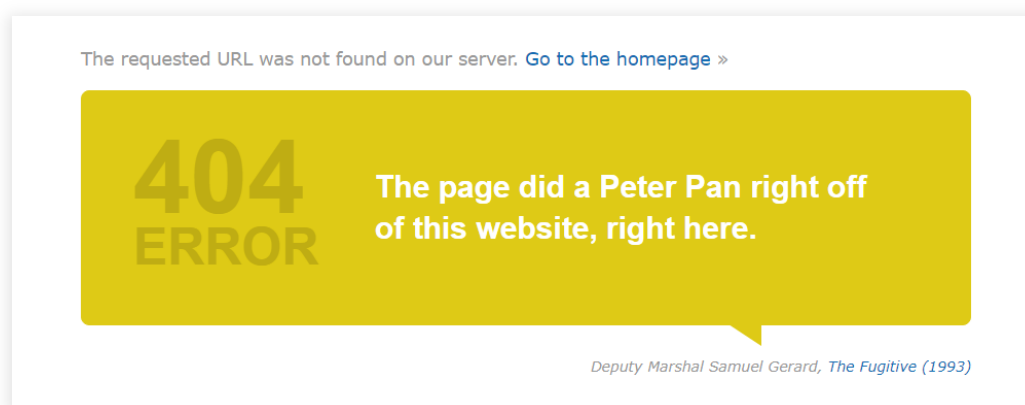 The requested URL was not found on our server. Go to the homepage »
404
ERROR
The page did a Peter Pan right off
of this website, right here.
Deputy Marshal Samuel Gerard, The Fugitive (1993)